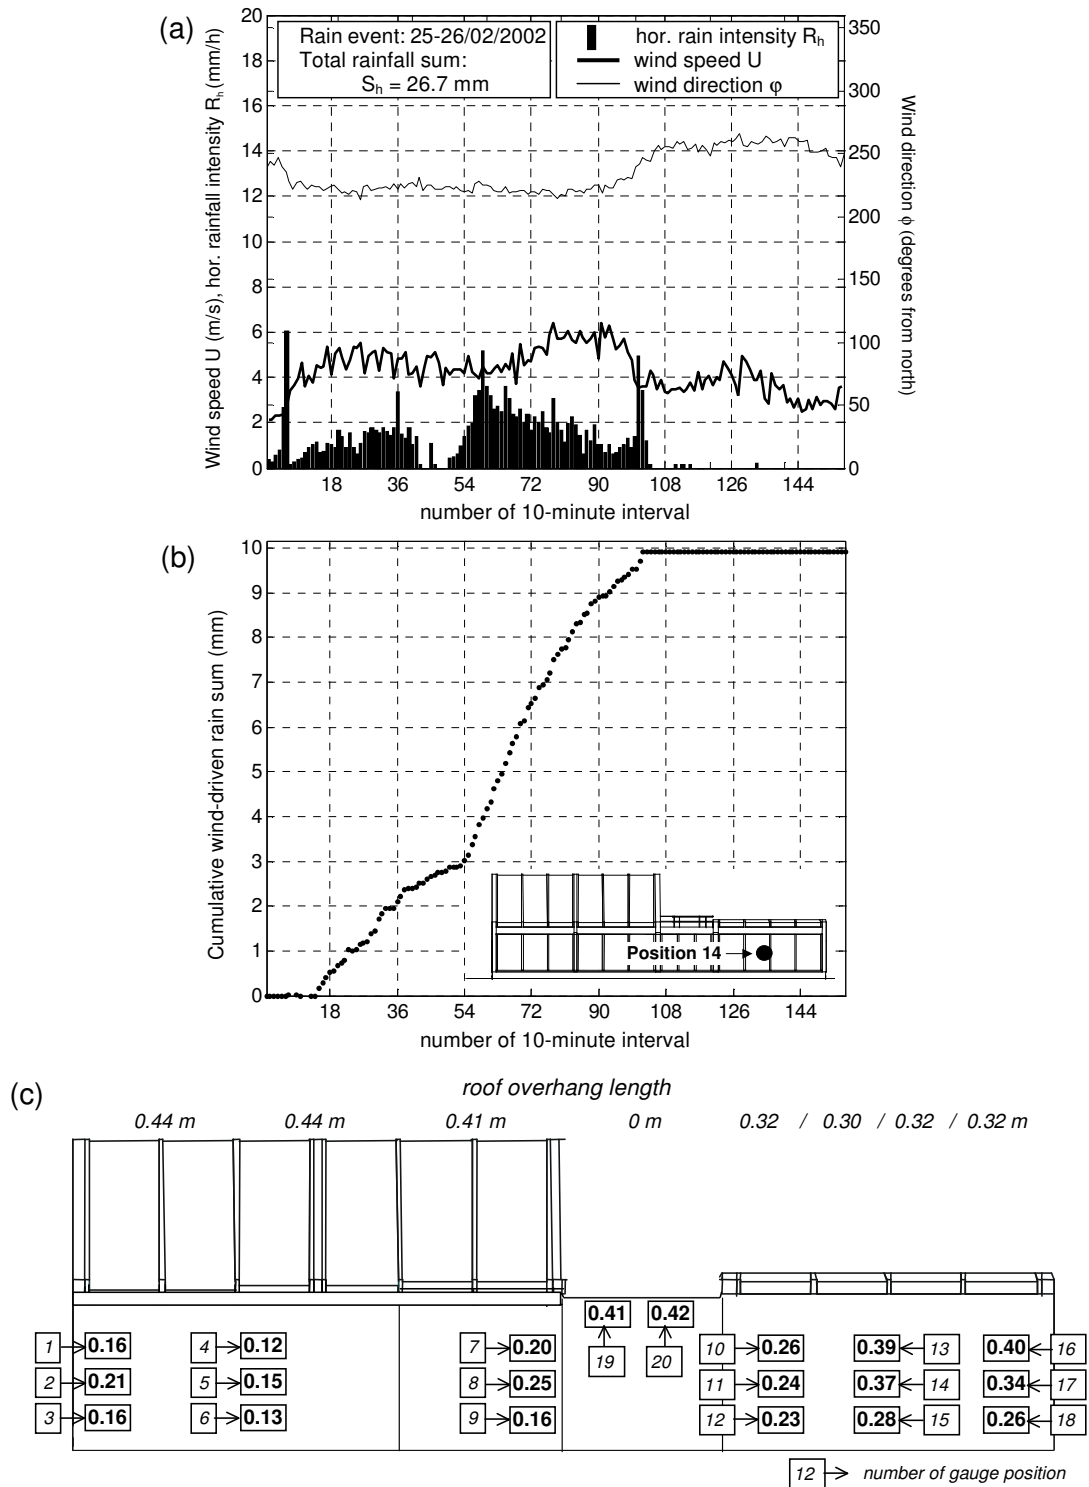 (a)
Rain event: 25-26/02/2002
Total rainfall sum:
S_h = 26.7 mm
hor. rain intensity R_h
wind speed U
wind direction φ
Wind speed U (m/s), hor. rainfall intensity R_h (mm/h)
20
18
16
14
12
10
8
6
4
2
0
350
300
250
200
150
100
50
0
Wind direction ϕ (degrees from north)
18 36 54 72 90 108 126 144
number of 10-minute interval
(b)
Cumulative wind-driven rain sum (mm)
10
9
8
7
6
5
4
3
2
1
0
Position 14
18 36 54 72 90 108 126 144
number of 10-minute interval
(c)
roof overhang length
0.44 m 0.44 m 0.41 m 0 m 0.32 / 0.30 / 0.32 / 0.32 m
0.41 0.42
19 20
1 0.16 4 0.12 7 0.20 10 0.26 0.39 13 0.40 16
2 0.21 5 0.15 8 0.25 11 0.24 0.37 14 0.34 17
3 0.16 6 0.13 9 0.16 12 0.23 0.28 15 0.26 18
12 number of gauge position